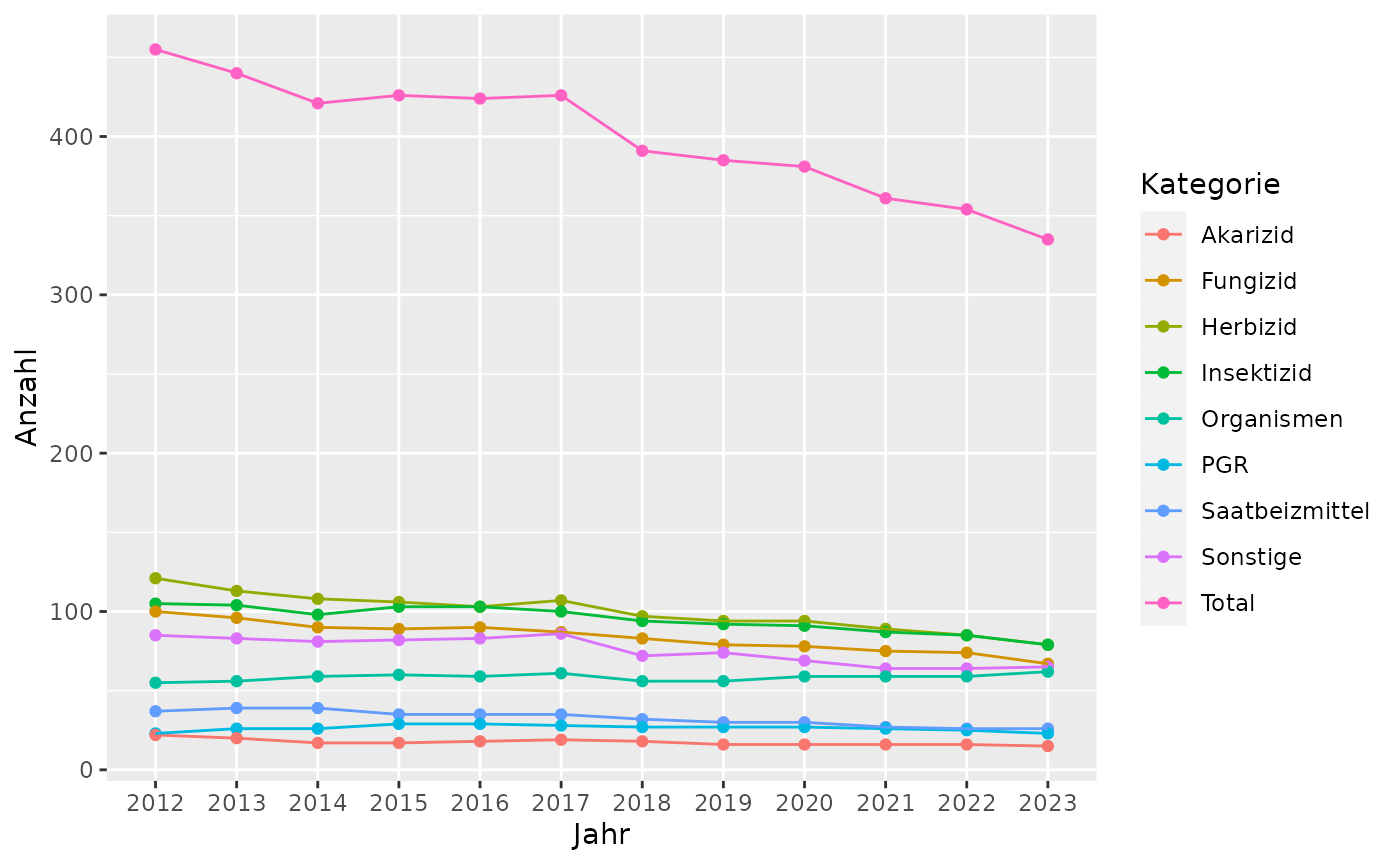 Anzahl
400
300
200
100
0
2012 2013 2014 2015 2016 2017 2018 2019 2020 2021 2022 2023
Jahr
Kategorie
Akarizid
Fungizid
Herbizid
Insektizid
Organismen
PGR
Saatbeizmittel
Sonstige
Total